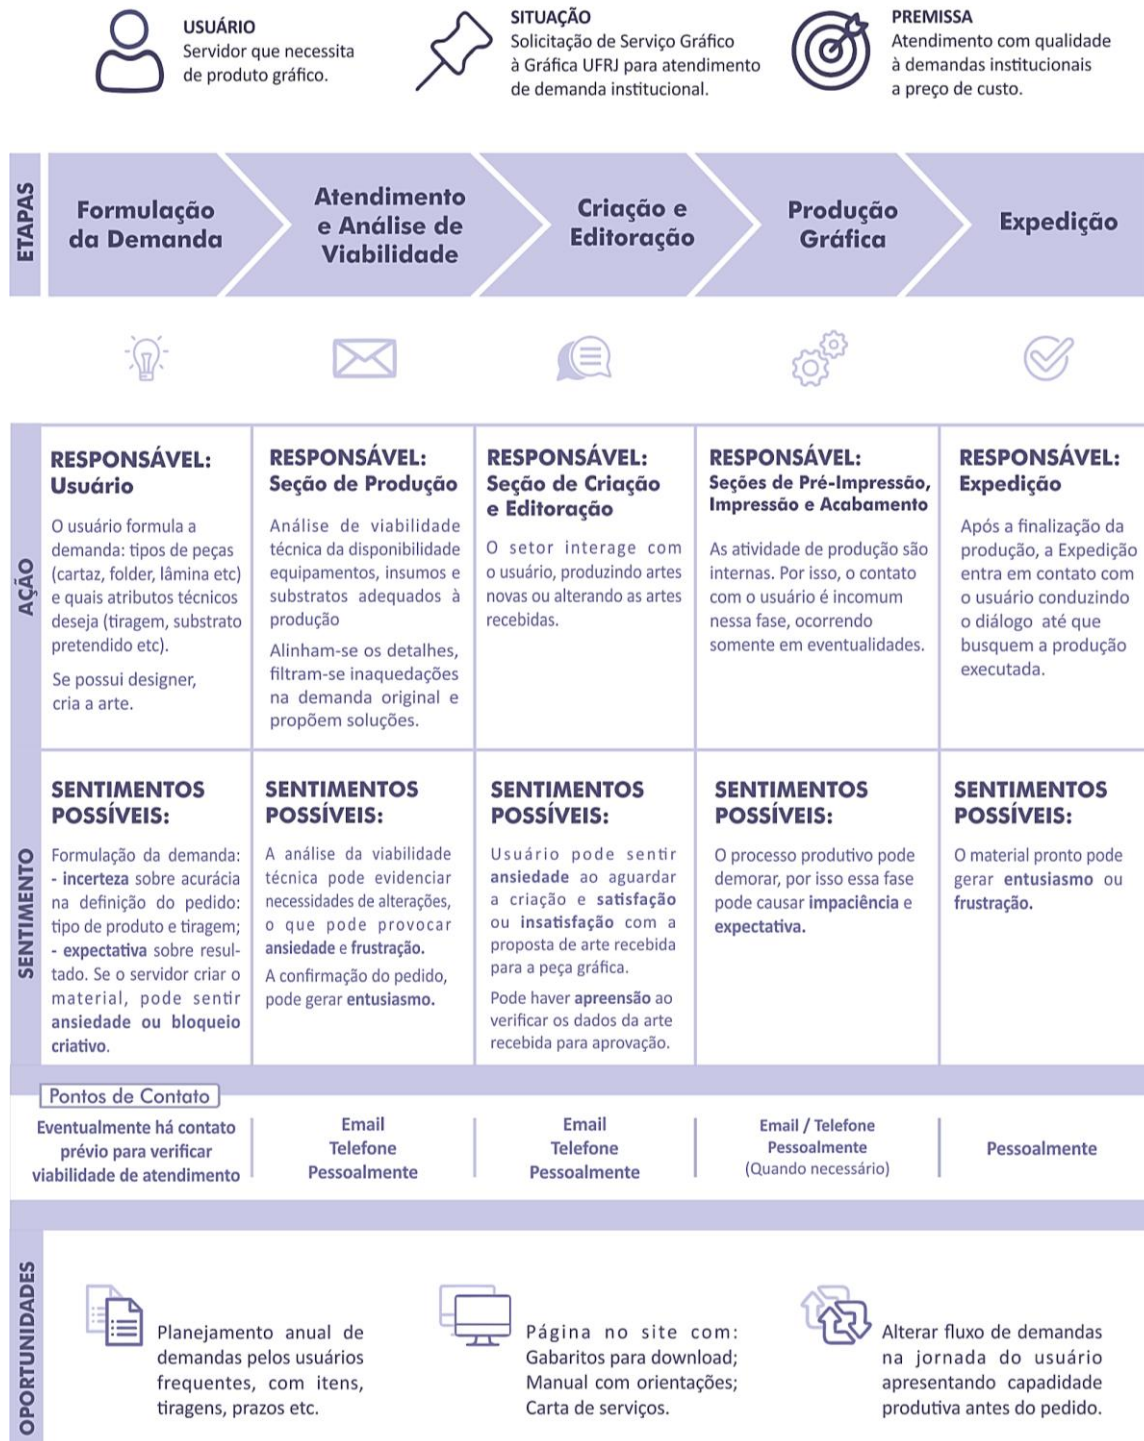 USUÁRIO
Servidor que necessita
de produto gráfico.
SITUAÇÃO
Solicitação de Serviço Gráfico
à Gráfica UFRJ para atendimento
de demanda institucional.
PREMISSA
Atendimento com qualidade
à demandas institucionais
a preço de custo.
ETAPAS
Formulação
da Demanda
Atendimento
e Análise de
Viabilidade
Criação e
Editoração
Produção
Gráfica
Expedição
AÇÃO
RESPONSÁVEL:
Usuário
O usuário formula a
demanda: tipos de peças
(cartaz, folder, lâmina etc)
e quais atributos técnicos
deseja (tiragem, substrato
pretendido etc).
Se possui designer,
cria a arte.
RESPONSÁVEL:
Seção de Produção
Análise de viabilidade
técnica da disponibilidade
equipamentos, insumos e
substratos adequados à
produção
Alinham-se os detalhes,
filtram-se inaquedações
na demanda original e
propõem soluções.
RESPONSÁVEL:
Seção de Criação
e Editoração
O setor interage com
o usuário, produzindo artes
novas ou alterando as artes
recebidas.
RESPONSÁVEL:
Seções de Pré-Impressão,
Impressão e Acabamento
As atividade de produção são
internas. Por isso, o contato
com o usuário é incomum
nessa fase, ocorrendo
somente em eventualidades.
RESPONSÁVEL:
Expedição
Após a finalização da
produção, a Expedição
entra em contato com
o usuário conduzindo
o diálogo até que
busquem a produção
executada.
SENTIMENTO
SENTIMENTOS
POSSÍVEIS:
Formulação da demanda:
- incerteza sobre acurácia
na definição do pedido:
tipo de produto e tiragem;
- expectativa sobre resul-
tado. Se o servidor criar o
material, pode sentir
ansiedade ou bloqueio
criativo.
SENTIMENTOS
POSSÍVEIS:
A análise da viabilidade
técnica pode evidenciar
necessidades de alterações,
o que pode provocar
ansiedade e frustração.
A confirmação do pedido,
pode gerar entusiasmo.
SENTIMENTOS
POSSÍVEIS:
Usuário pode sentir
ansiedade ao aguardar
a criação e satisfação
ou insatisfação com a
proposta de arte recebida
para a peça gráfica.
Pode haver apreensão ao
verificar os dados da arte
recebida para aprovação.
SENTIMENTOS
POSSÍVEIS:
O processo produtivo pode
demorar, por isso essa fase
pode causar impaciência e
expectativa.
SENTIMENTOS
POSSÍVEIS:
O material pronto pode
gerar entusiasmo ou
frustração.
Pontos de Contato
Eventualmente há contato
prévio para verificar
viabilidade de atendimento
Email
Telefone
Pessoalmente
Email
Telefone
Pessoalmente
Email / Telefone
Pessoalmente
(Quando necessário)
Pessoalmente
OPORTUNIDADES
Planejamento anual de
demandas pelos usuários
frequentes, com itens,
tiragens, prazos etc.
Página no site com:
Gabaritos para download;
Manual com orientações;
Carta de serviços.
Alterar fluxo de demandas
na jornada do usuário
apresentando capadidade
produtiva antes do pedido.